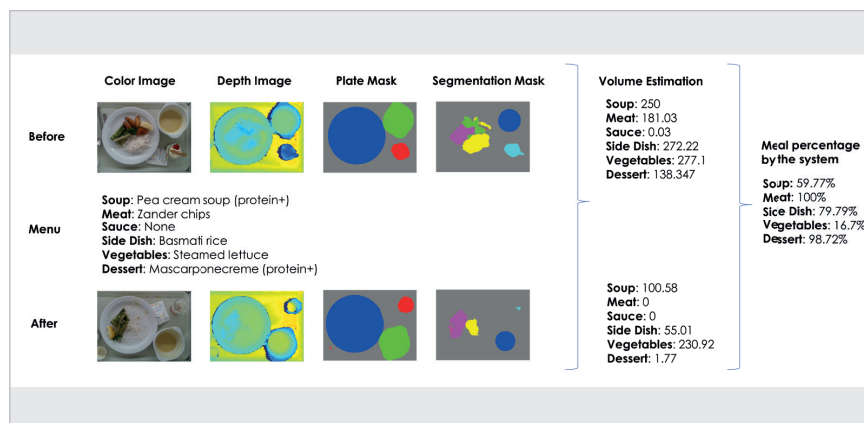 Color Image
Depth Image
Plate Mask
Segmentation Mask
Volume Estimation
Before
Soup: 250
Meat: 181.03
Sauce: 0.03
Side Dish: 272.22
Vegetables: 277.1
Dessert: 138.347
Meal percentage
by the system
Soup: 59.77%
Meat: 100%
Side Dish: 79.79%
Vegetables: 16.7%
Dessert: 98.72%
Menu
Soup: Pea cream soup (protein+)
Meat: Zander chips
Sauce: None
Side Dish: Basmati rice
Vegetables: Steamed lettuce
Dessert: Mascarponecreme (protein+)
After
Soup: 100.58
Meat: 0
Sauce: 0
Side Dish: 55.01
Vegetables: 230.92
Dessert: 1.77